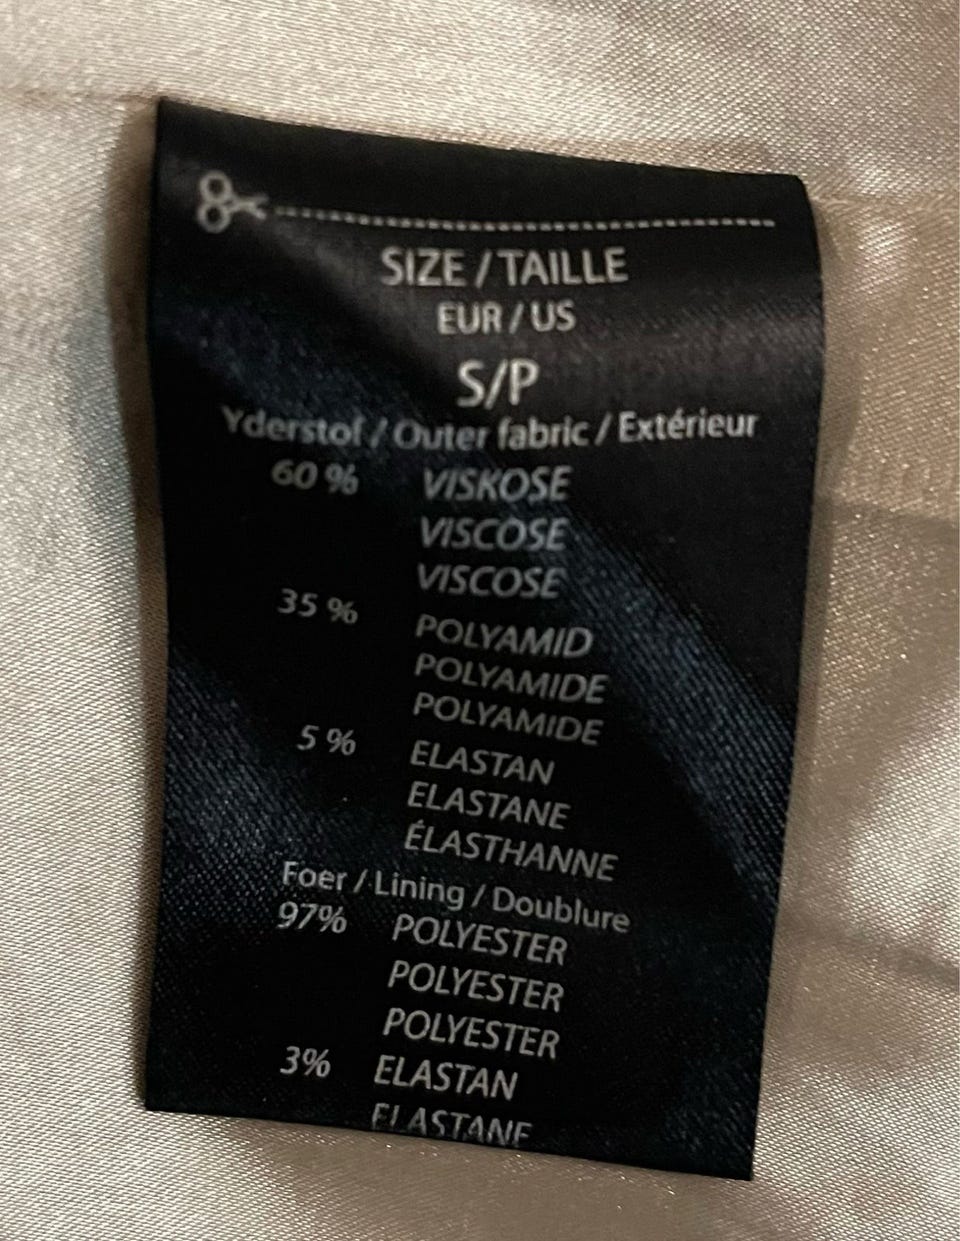 SIZE / TAILLE
EUR / US
S/P
Yderstof / Outer fabric / Extérieur
60 % VISKOSE
VISCOSE
VISCOSE
35 % POLYAMID
POLYAMIDE
POLYAMIDE
5 % ELASTAN
ELASTANE
ÉLASTHANNE
Foer / Lining / Doublure
97% POLYESTER
POLYESTER
POLYESTER
3% ELASTAN
ELASTANE